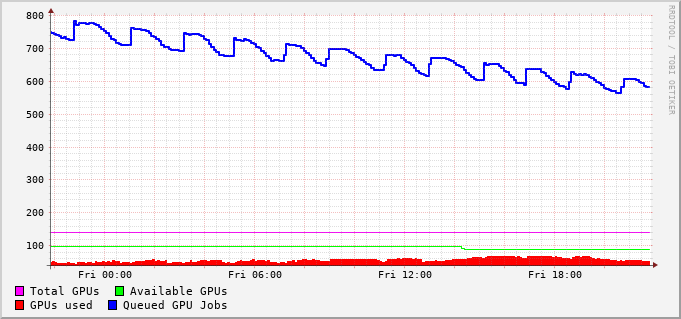 800
700
600
500
400
300
200
100
Fri 00:00 Fri 06:00 Fri 12:00 Fri 18:00
Total GPUs Available GPUs
GPUs used Queued GPU Jobs
RRDTOOL / TOBI OETIKER